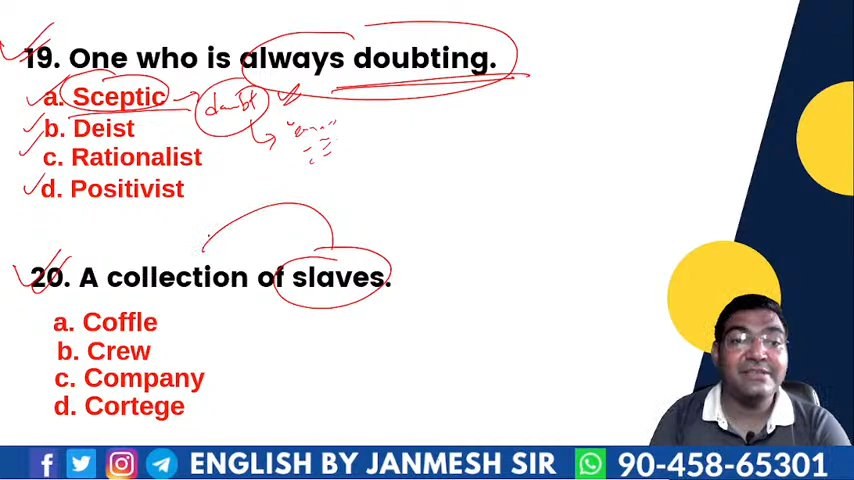 19. One who is always doubting.
a. Sceptic
doubt
b. Deist
c. Rationalist
d. Positivist
20. A collection of slaves.
a. Coffle
b. Crew
c. Company
d. Cortege
ENGLISH BY JANMESH SIR 90-458-65301